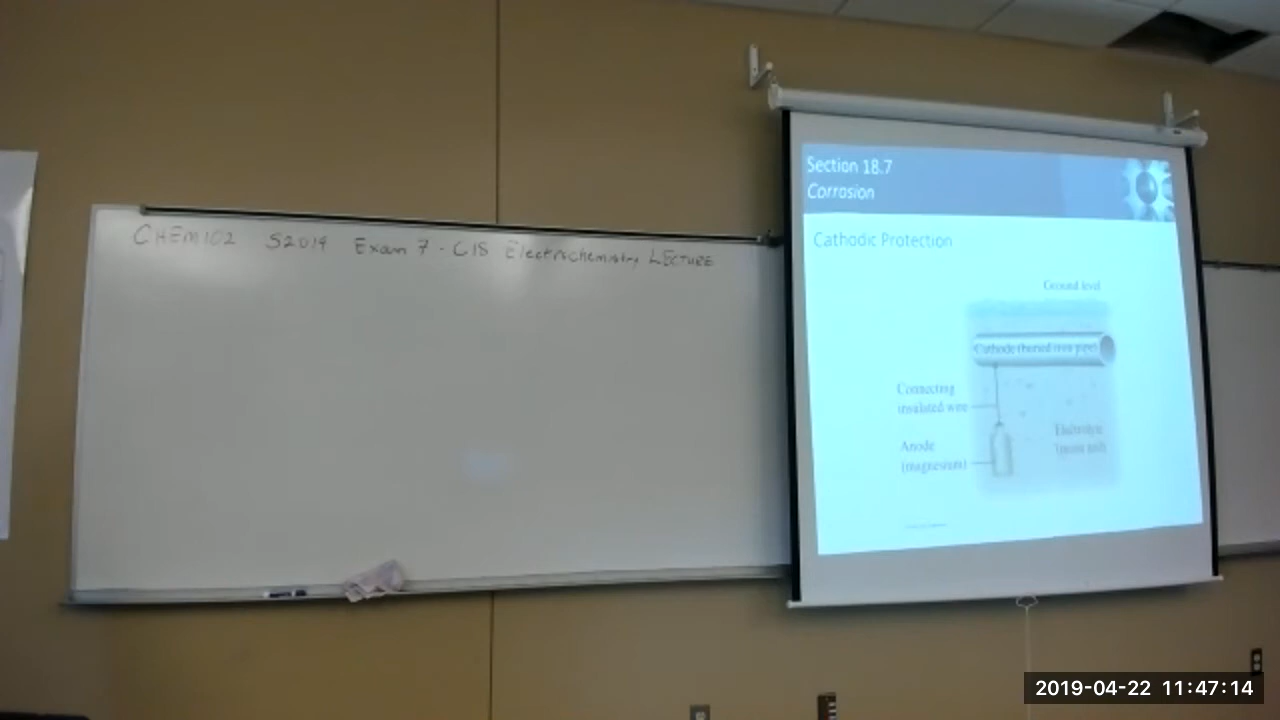 CHEM102 S2019 Exam 7 - C18 Electrochemistry LECTURE
Section 18.7
Corrosion
Cathodic Protection
Ground level
Cathode (buried iron pipe)
Connecting
insulated wire
Anode
(magnesium)
Electrolyte
(moist soil)
2019-04-22 11:47:14